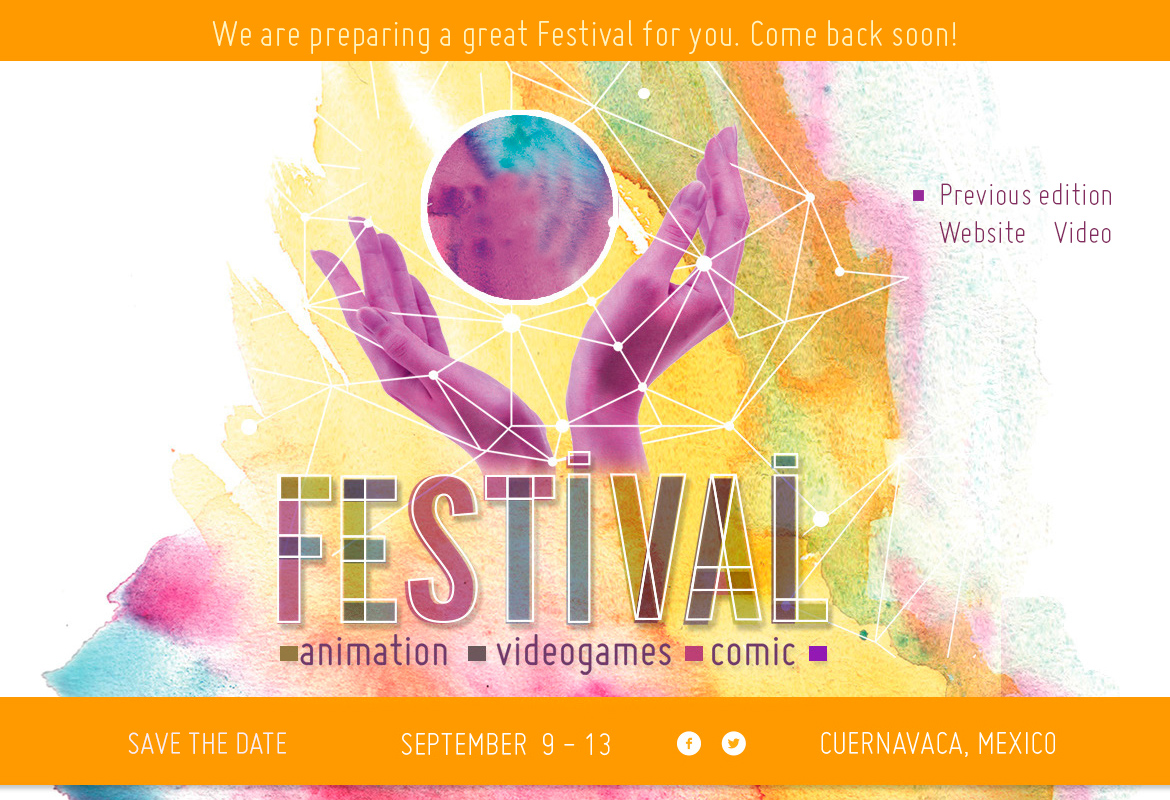 We are preparing a great Festival for you. Come back soon!
Previous edition
Website Video
FESTiVAL
animation videogames comic
SAVE THE DATE SEPTEMBER 9 - 13 CUERNAVACA, MEXICO